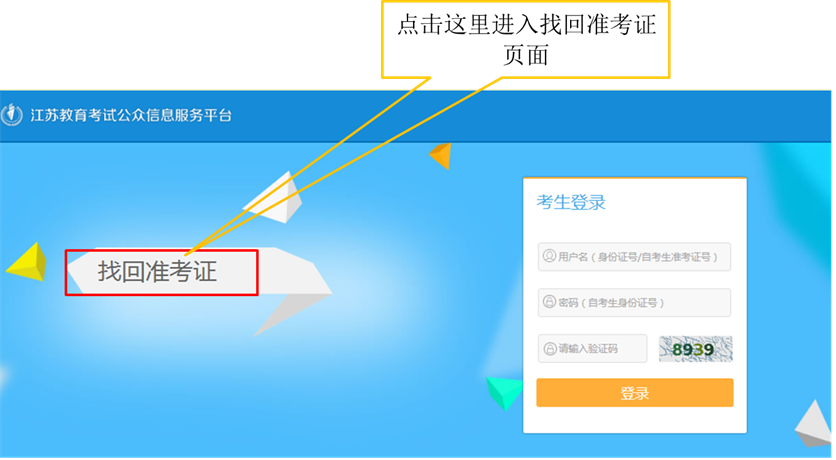 点击这里进入找回准考证
页面
江苏教育考试公众信息服务平台
找回准考证
考生登录
用户名（身份证号/自考生准考证号）
密码（自考生身份证号）
请输入验证码
8939
登录